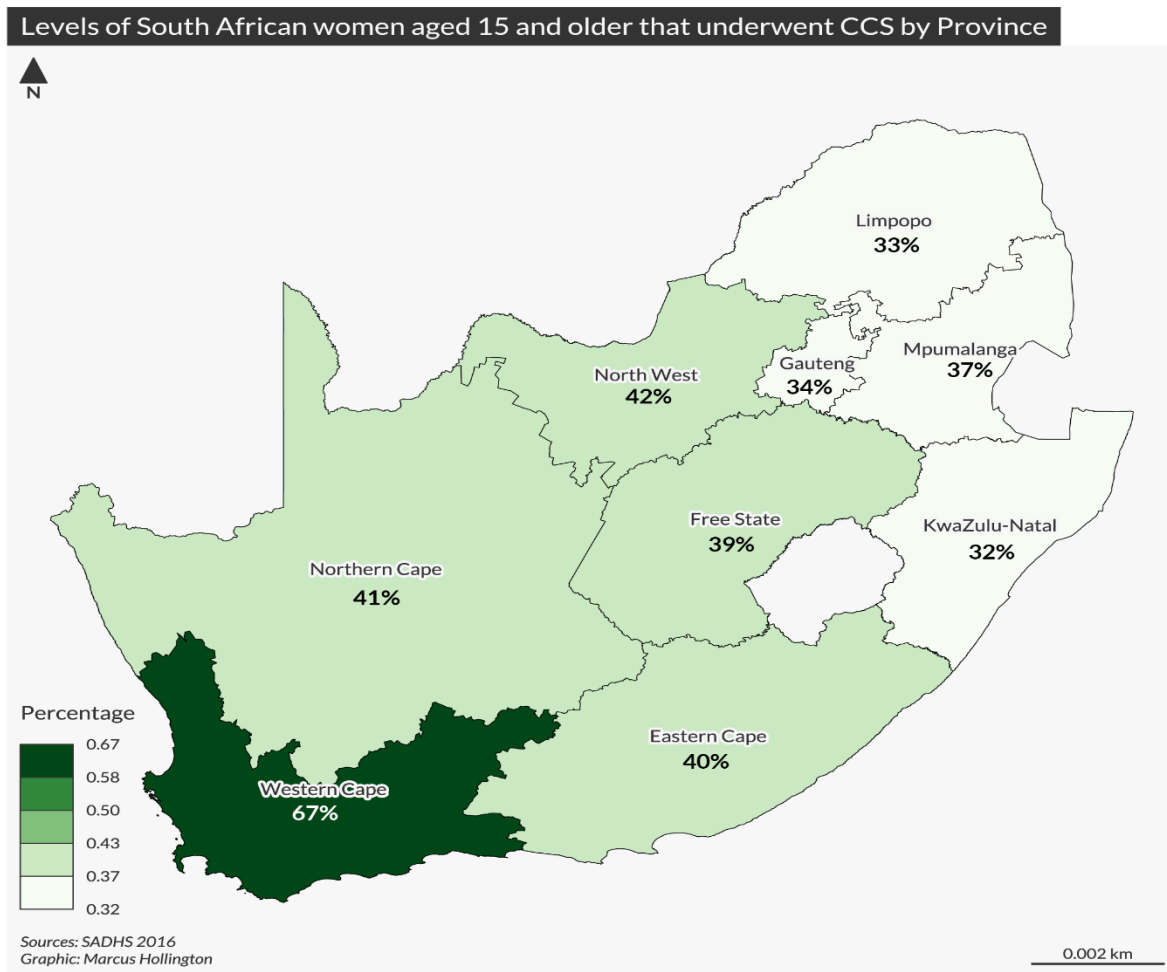 Levels of South African women aged 15 and older that underwent CCS by Province
N
Limpopo
33%
Mpumalanga
37%
Gauteng
34%
North West
42%
Free State
39%
KwaZulu-Natal
32%
Northern Cape
41%
Eastern Cape
40%
Western Cape
67%
Percentage
0.67
0.58
0.50
0.43
0.37
0.32
Sources: SADHS 2016
Graphic: Marcus Hollington
0.002 km